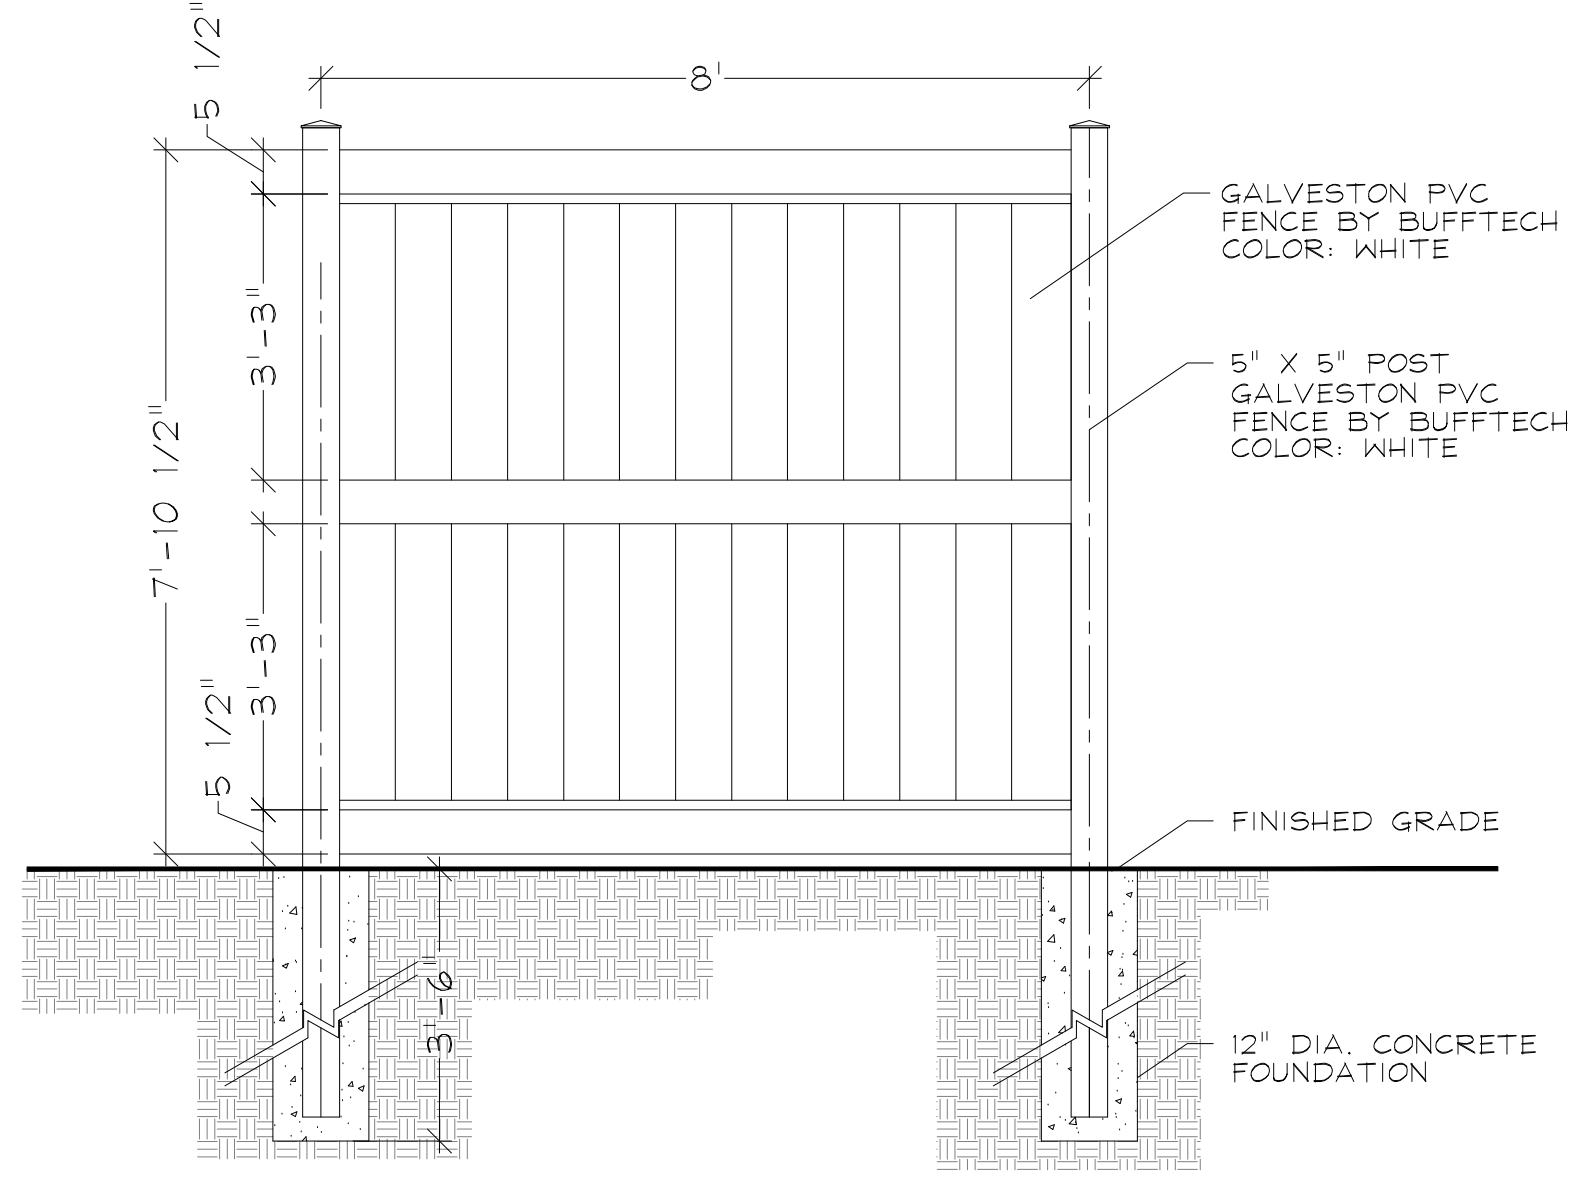 5 1/2"
8'
GALVESTON PVC
FENCE BY BUFFTECH
COLOR: WHITE
3'-3"
5" X 5" POST
GALVESTON PVC
FENCE BY BUFFTECH
COLOR: WHITE
7'-10 1/2"
3'-3"
5 1/2"
FINISHED GRADE
3'-6"
12" DIA. CONCRETE
FOUNDATION